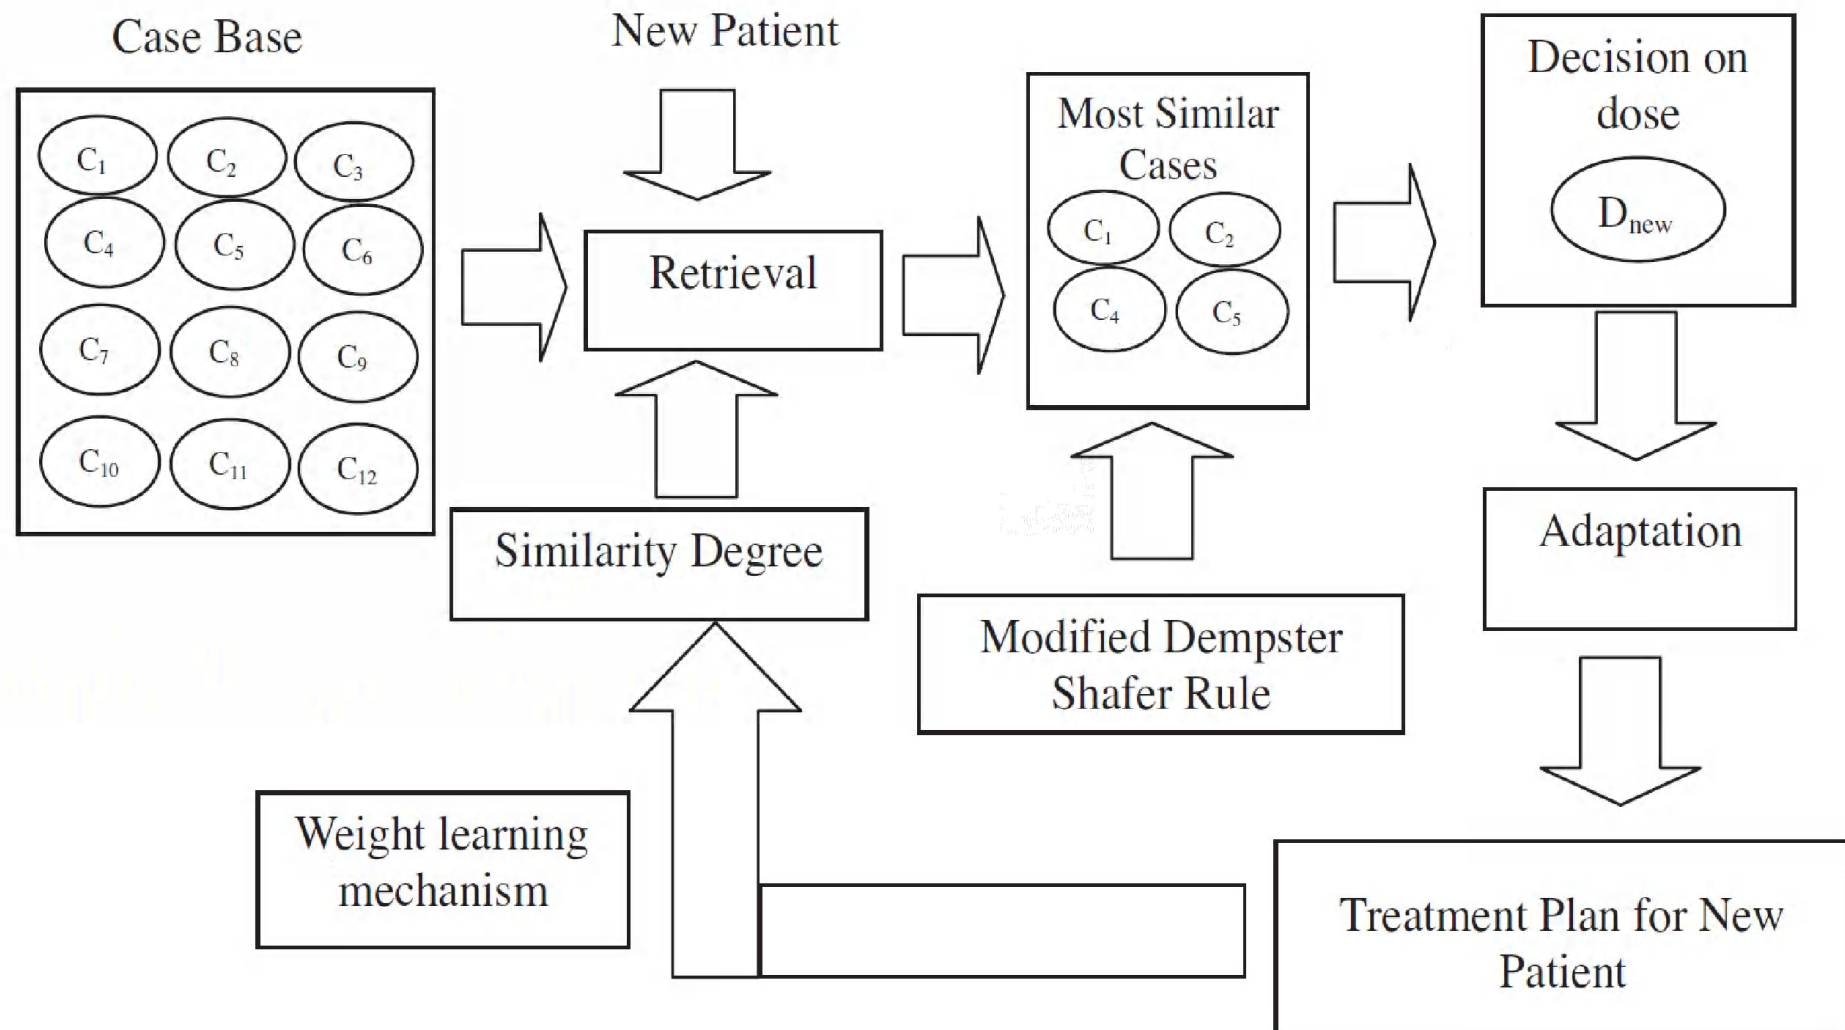 Case Base
C1 C2 C3
C4 C5 C6
C7 C8 C9
C10 C11 C12
New Patient
Retrieval
Similarity Degree
Weight learning
mechanism
Most Similar
Cases
C1 C2
C4 C5
Modified Dempster
Shafer Rule
Decision on
dose
Dnew
Adaptation
Treatment Plan for New
Patient